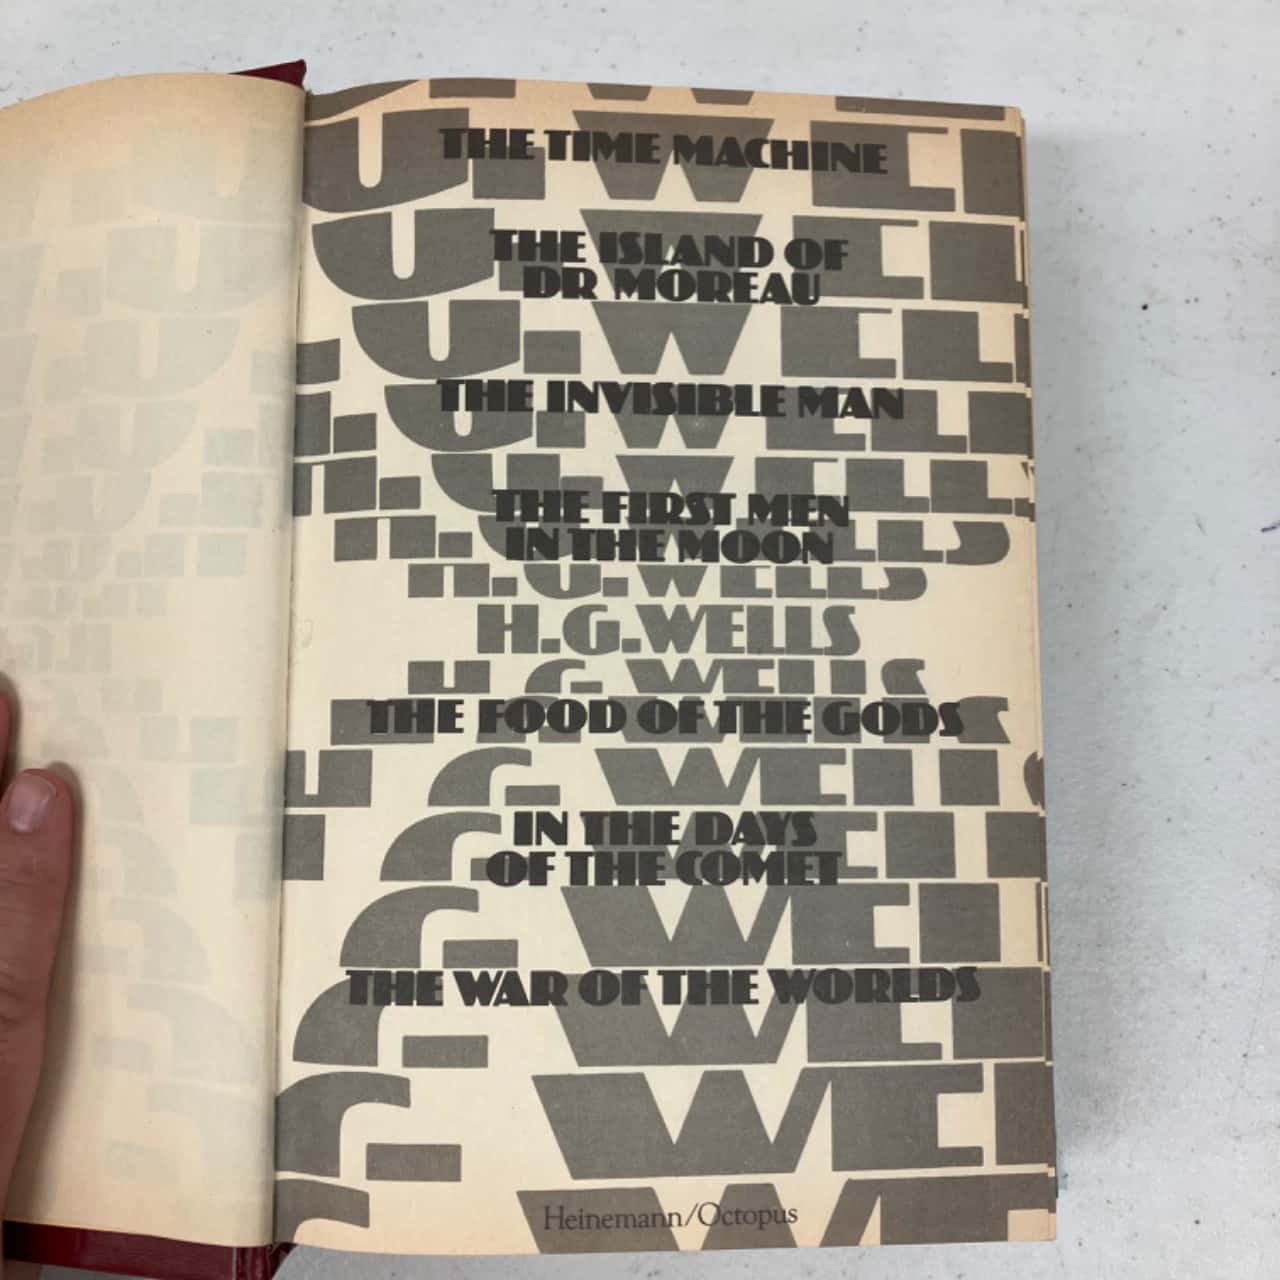 THE TIME MACHINE
THE ISLAND OF
DR MOREAU
THE INVISIBLE MAN
THE FIRST MEN
IN THE MOON
H.G.WELLS
H.G.WELLS
THE FOOD OF THE GODS
IN THE DAYS
OF THE COMET
THE WAR OF THE WORLDS
Heinemann/Octopus